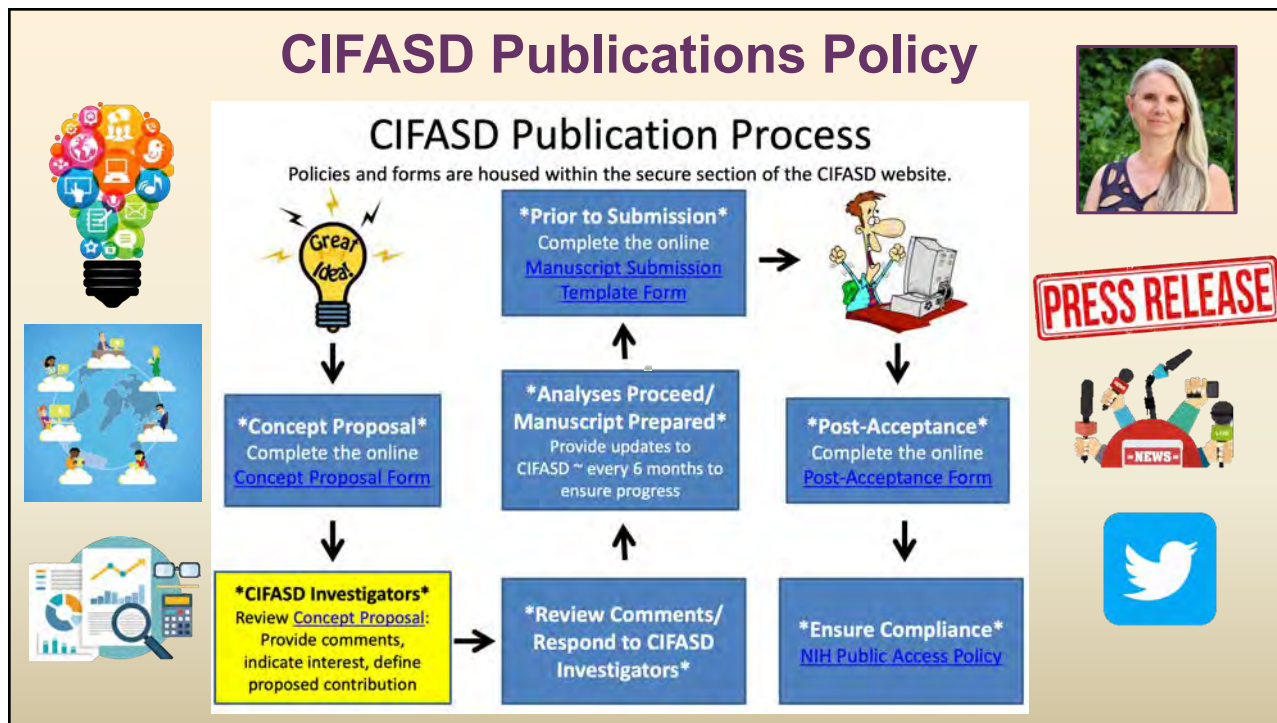 CIFASD Publications Policy
CIFASD Publication Process
Policies and forms are housed within the secure section of the CIFASD website.
Great
Idea!
*Concept Proposal*
Complete the online
Concept Proposal Form
*CIFASD Investigators*
Review Concept Proposal:
Provide comments,
indicate interest, define
proposed contribution
*Review Comments/
Respond to CIFASD
Investigators*
*Analyses Proceed/
Manuscript Prepared*
Provide updates to
CIFASD ~ every 6 months to
ensure progress
*Prior to Submission*
Complete the online
Manuscript Submission
Template Form
*Post-Acceptance*
Complete the online
Post-Acceptance Form
*Ensure Compliance*
NIH Public Access Policy
PRESS RELEASE
NEWS